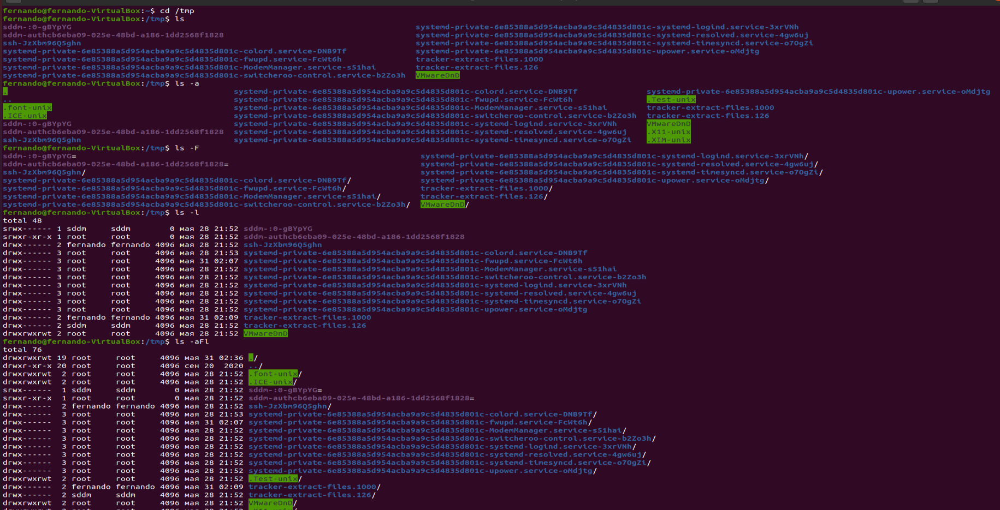 fernando@fernando-VirtualBox:~$ cd /tmp
fernando@fernando-VirtualBox:/tmp$ ls
sddm-:0-gBYpYG systemd-private-6e85388a5d954acba9a9c5d4835d801c-systemd-logind.service-3xrVNh
sddm-authcb6eba09-025e-48bd-a186-1dd2568f1828 systemd-private-6e85388a5d954acba9a9c5d4835d801c-systemd-resolved.service-4gw6uj
ssh-JzXbm96Q5ghn systemd-private-6e85388a5d954acba9a9c5d4835d801c-systemd-timesyncd.service-o7OgZi
systemd-private-6e85388a5d954acba9a9c5d4835d801c-colord.service-DNB9Tf systemd-private-6e85388a5d954acba9a9c5d4835d801c-upower.service-oMdjtg
systemd-private-6e85388a5d954acba9a9c5d4835d801c-fwupd.service-FcWt6h tracker-extract-files.1000
systemd-private-6e85388a5d954acba9a9c5d4835d801c-ModemManager.service-s51hai tracker-extract-files.126
systemd-private-6e85388a5d954acba9a9c5d4835d801c-switcheroo-control.service-b2Zo3h VMwareDnD
fernando@fernando-VirtualBox:/tmp$ ls -a
. systemd-private-6e85388a5d954acba9a9c5d4835d801c-colord.service-DNB9Tf systemd-private-6e85388a5d954acba9a9c5d4835d801c-upower.service-oMdjtg
.. systemd-private-6e85388a5d954acba9a9c5d4835d801c-fwupd.service-FcWt6h .Test-unix
.font-unix systemd-private-6e85388a5d954acba9a9c5d4835d801c-ModemManager.service-s51hai tracker-extract-files.1000
.ICE-unix systemd-private-6e85388a5d954acba9a9c5d4835d801c-switcheroo-control.service-b2Zo3h tracker-extract-files.126
sddm-:0-gBYpYG systemd-private-6e85388a5d954acba9a9c5d4835d801c-systemd-logind.service-3xrVNh VMwareDnD
sddm-authcb6eba09-025e-48bd-a186-1dd2568f1828 systemd-private-6e85388a5d954acba9a9c5d4835d801c-systemd-resolved.service-4gw6uj .X11-unix
ssh-JzXbm96Q5ghn systemd-private-6e85388a5d954acba9a9c5d4835d801c-systemd-timesyncd.service-o7OgZi .XIM-unix
fernando@fernando-VirtualBox:/tmp$ ls -F
sddm-:0-gBYpYG= systemd-private-6e85388a5d954acba9a9c5d4835d801c-systemd-logind.service-3xrVNh/
sddm-authcb6eba09-025e-48bd-a186-1dd2568f1828= systemd-private-6e85388a5d954acba9a9c5d4835d801c-systemd-resolved.service-4gw6uj/
ssh-JzXbm96Q5ghn/ systemd-private-6e85388a5d954acba9a9c5d4835d801c-systemd-timesyncd.service-o7OgZi/
systemd-private-6e85388a5d954acba9a9c5d4835d801c-colord.service-DNB9Tf/ systemd-private-6e85388a5d954acba9a9c5d4835d801c-upower.service-oMdjtg/
systemd-private-6e85388a5d954acba9a9c5d4835d801c-fwupd.service-FcWt6h/ tracker-extract-files.1000/
systemd-private-6e85388a5d954acba9a9c5d4835d801c-ModemManager.service-s51hai/ tracker-extract-files.126/
systemd-private-6e85388a5d954acba9a9c5d4835d801c-switcheroo-control.service-b2Zo3h/ VMwareDnD/
fernando@fernando-VirtualBox:/tmp$ ls -l
total 48
srwx------ 1 sddm sddm 0 мая 28 21:52 sddm-:0-gBYpYG
srwxr-xr-x 1 root root 0 мая 28 21:52 sddm-authcb6eba09-025e-48bd-a186-1dd2568f1828
drwx------ 2 fernando fernando 4096 мая 28 21:52 ssh-JzXbm96Q5ghn
drwx------ 3 root root 4096 мая 28 21:53 systemd-private-6e85388a5d954acba9a9c5d4835d801c-colord.service-DNB9Tf
drwx------ 3 root root 4096 мая 31 02:07 systemd-private-6e85388a5d954acba9a9c5d4835d801c-fwupd.service-FcWt6h
drwx------ 3 root root 4096 мая 28 21:52 systemd-private-6e85388a5d954acba9a9c5d4835d801c-ModemManager.service-s51hai
drwx------ 3 root root 4096 мая 28 21:52 systemd-private-6e85388a5d954acba9a9c5d4835d801c-switcheroo-control.service-b2Zo3h
drwx------ 3 root root 4096 мая 28 21:52 systemd-private-6e85388a5d954acba9a9c5d4835d801c-systemd-logind.service-3xrVNh
drwx------ 3 root root 4096 мая 28 21:52 systemd-private-6e85388a5d954acba9a9c5d4835d801c-systemd-resolved.service-4gw6uj
drwx------ 3 root root 4096 мая 28 21:52 systemd-private-6e85388a5d954acba9a9c5d4835d801c-systemd-timesyncd.service-o7OgZi
drwx------ 3 root root 4096 мая 28 21:52 systemd-private-6e85388a5d954acba9a9c5d4835d801c-upower.service-oMdjtg
drwx------ 2 fernando fernando 4096 мая 31 02:09 tracker-extract-files.1000
drwx------ 2 sddm sddm 4096 мая 28 21:52 tracker-extract-files.126
drwxrwxrwt 2 root root 4096 мая 28 21:52 VMwareDnD
fernando@fernando-VirtualBox:/tmp$ ls -aFl
total 76
drwxrwxrwt 19 root root 4096 мая 31 02:36 ./
drwxr-xr-x 20 root root 4096 сен 20 2020 ../
drwxrwxrwt 2 root root 4096 мая 28 21:52 .font-unix/
drwxrwxrwt 2 root root 4096 мая 28 21:52 .ICE-unix/
srwx------ 1 sddm sddm 0 мая 28 21:52 sddm-:0-gBYpYG=
srwxr-xr-x 1 root root 0 мая 28 21:52 sddm-authcb6eba09-025e-48bd-a186-1dd2568f1828=
drwx------ 2 fernando fernando 4096 мая 28 21:52 ssh-JzXbm96Q5ghn/
drwx------ 3 root root 4096 мая 28 21:53 systemd-private-6e85388a5d954acba9a9c5d4835d801c-colord.service-DNB9Tf/
drwx------ 3 root root 4096 мая 31 02:07 systemd-private-6e85388a5d954acba9a9c5d4835d801c-fwupd.service-FcWt6h/
drwx------ 3 root root 4096 мая 28 21:52 systemd-private-6e85388a5d954acba9a9c5d4835d801c-ModemManager.service-s51hai/
drwx------ 3 root root 4096 мая 28 21:52 systemd-private-6e85388a5d954acba9a9c5d4835d801c-switcheroo-control.service-b2Zo3h/
drwx------ 3 root root 4096 мая 28 21:52 systemd-private-6e85388a5d954acba9a9c5d4835d801c-systemd-logind.service-3xrVNh/
drwx------ 3 root root 4096 мая 28 21:52 systemd-private-6e85388a5d954acba9a9c5d4835d801c-systemd-resolved.service-4gw6uj/
drwx------ 3 root root 4096 мая 28 21:52 systemd-private-6e85388a5d954acba9a9c5d4835d801c-systemd-timesyncd.service-o7OgZi/
drwx------ 3 root root 4096 мая 28 21:52 systemd-private-6e85388a5d954acba9a9c5d4835d801c-upower.service-oMdjtg/
drwxrwxrwt 2 root root 4096 мая 28 21:52 .Test-unix/
drwx------ 2 fernando fernando 4096 мая 31 02:09 tracker-extract-files.1000/
drwx------ 2 sddm sddm 4096 мая 28 21:52 tracker-extract-files.126/
drwxrwxrwt 2 root root 4096 мая 28 21:52 VMwareDnD/